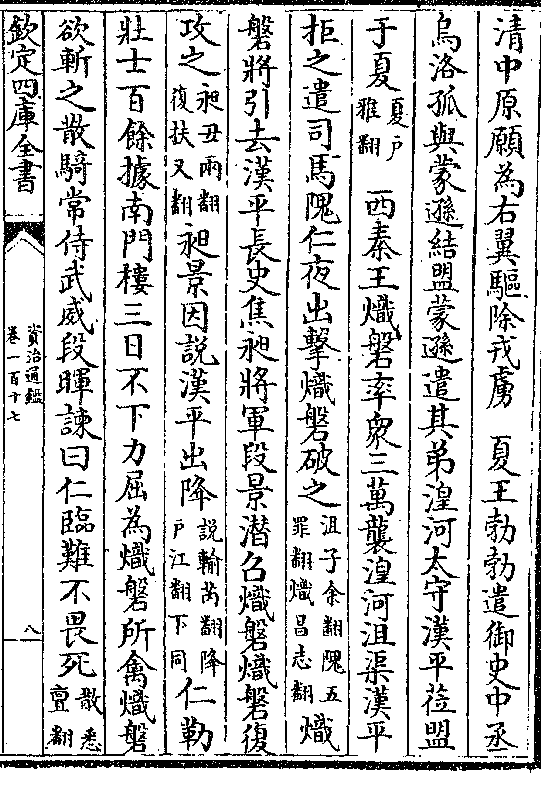 清中原願為右翼驅除戎虜　夏王勃勃遣御史中丞
烏洛孤與蒙遜結盟蒙遜遣其弟湟河太守漢平莅盟
于夏夏户雅翻　西秦王熾磐率衆三萬襲湟河沮渠漢平
拒之遣司馬隗仁夜出擊熾磐破之沮子余翻隗五罪翻熾昌志翻熾
磐將引去漢平長史焦昶將軍段景潛召熾磐熾磐復
攻之昶丑兩翻復扶又翻昶景因説漢平出降説輸芮翻降户江翻下同仁勒
壯士百餘據南門樓三日不下力屈為熾磐所禽熾磐
欲斬之散騎常侍武威段暉諫曰仁臨難不畏死散悉亶翻
欽定四庫全書
資治通鑑
卷一百十七
八